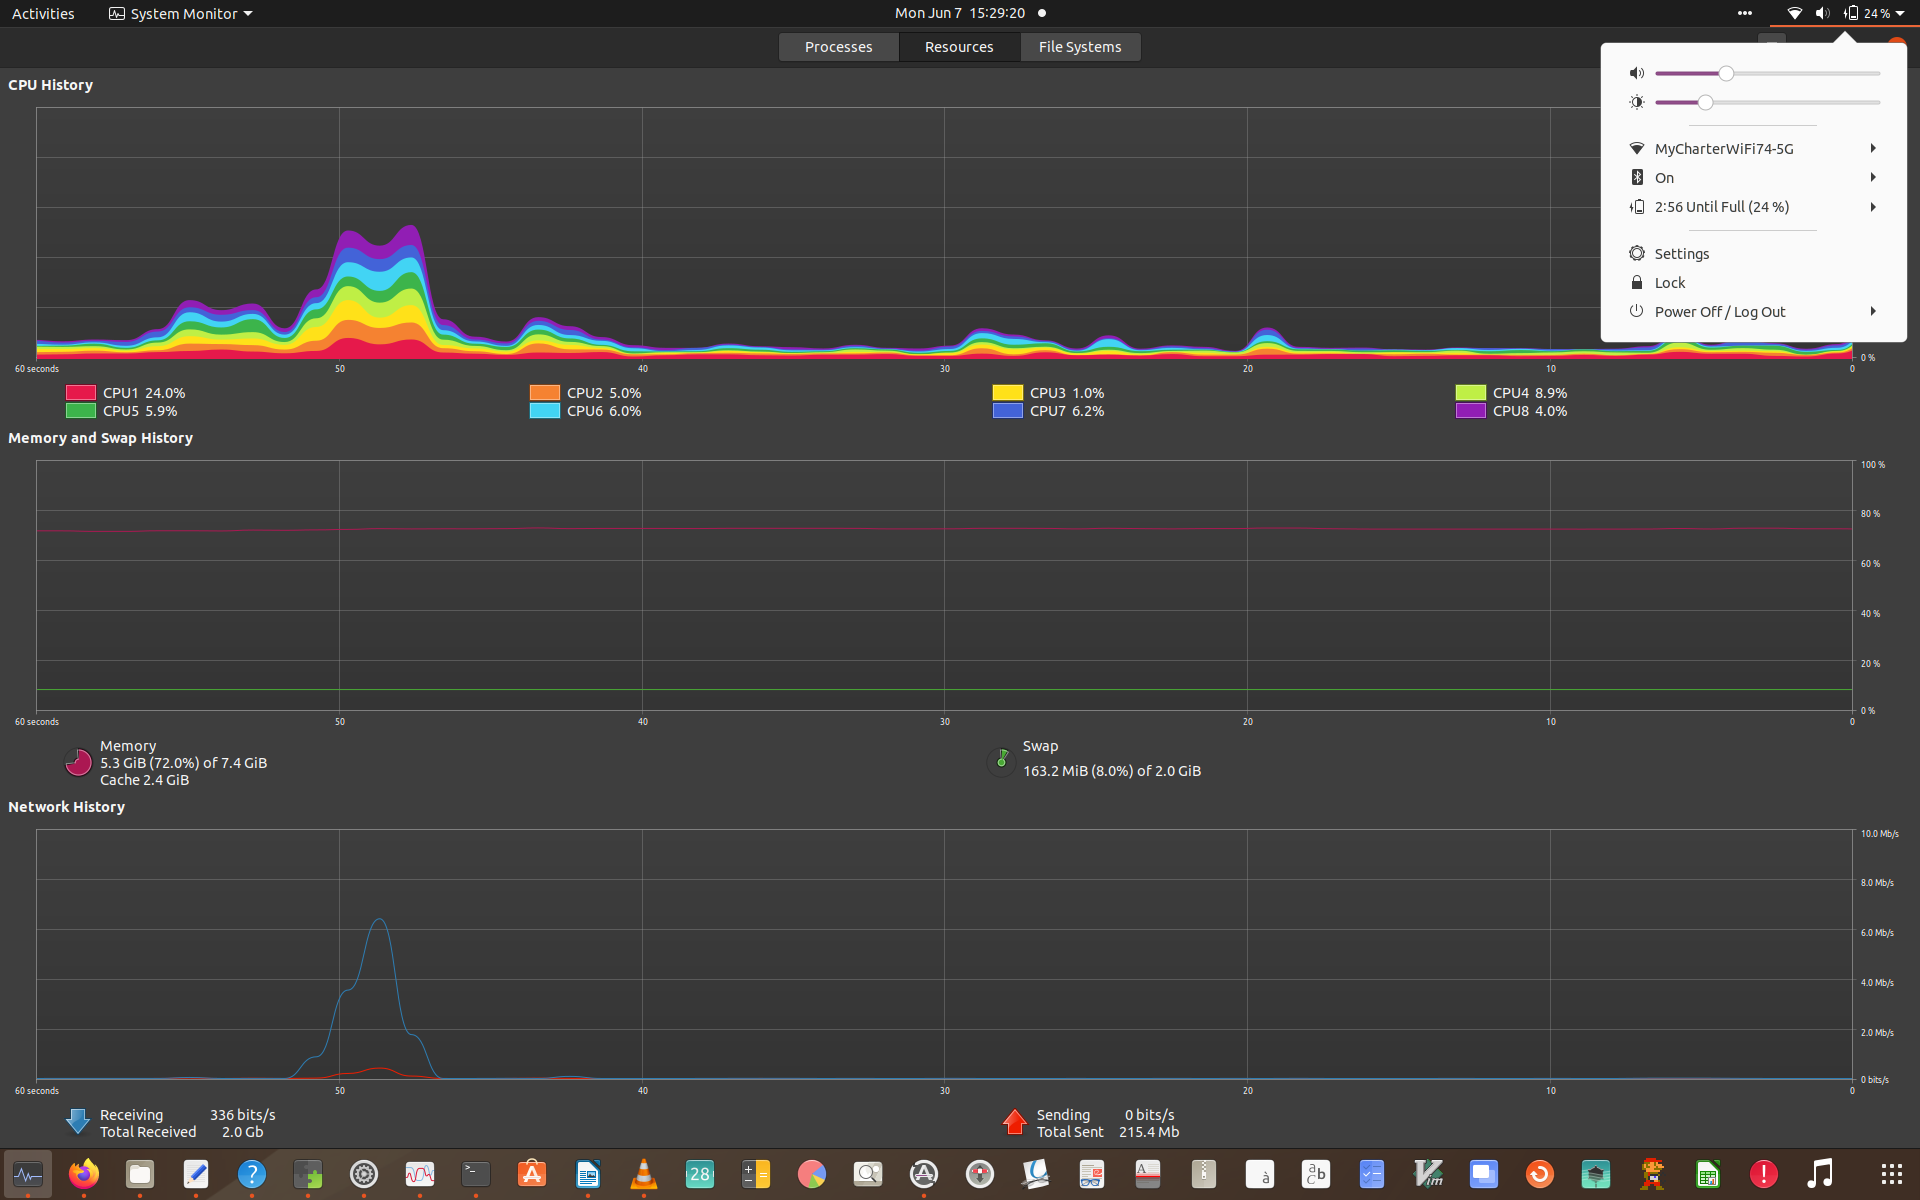 Activities System Monitor Mon Jun 7 15:29:20 24 %
Processes Resources File Systems
MyCharterWiFi74-5G
On
2:56 Until Full (24 %)
Settings
Lock
Power Off / Log Out
CPU History
0 %
60 seconds 50 40 30 20 10 0
CPU1 24.0% CPU2 5.0% CPU3 1.0% CPU4 8.9%
CPU5 5.9% CPU6 6.0% CPU7 6.2% CPU8 4.0%
Memory and Swap History
100 %
80 %
60 %
40 %
20 %
0 %
60 seconds 50 40 30 20 10 0
Memory
5.3 GiB (72.0%) of 7.4 GiB
Cache 2.4 GiB
Swap
163.2 MiB (8.0%) of 2.0 GiB
Network History
10.0 Mb/s
8.0 Mb/s
6.0 Mb/s
4.0 Mb/s
2.0 Mb/s
0 bits/s
60 seconds 50 40 30 20 10 0
Receiving 336 bits/s
Total Received 2.0 Gb
Sending 0 bits/s
Total Sent 215.4 Mb
28